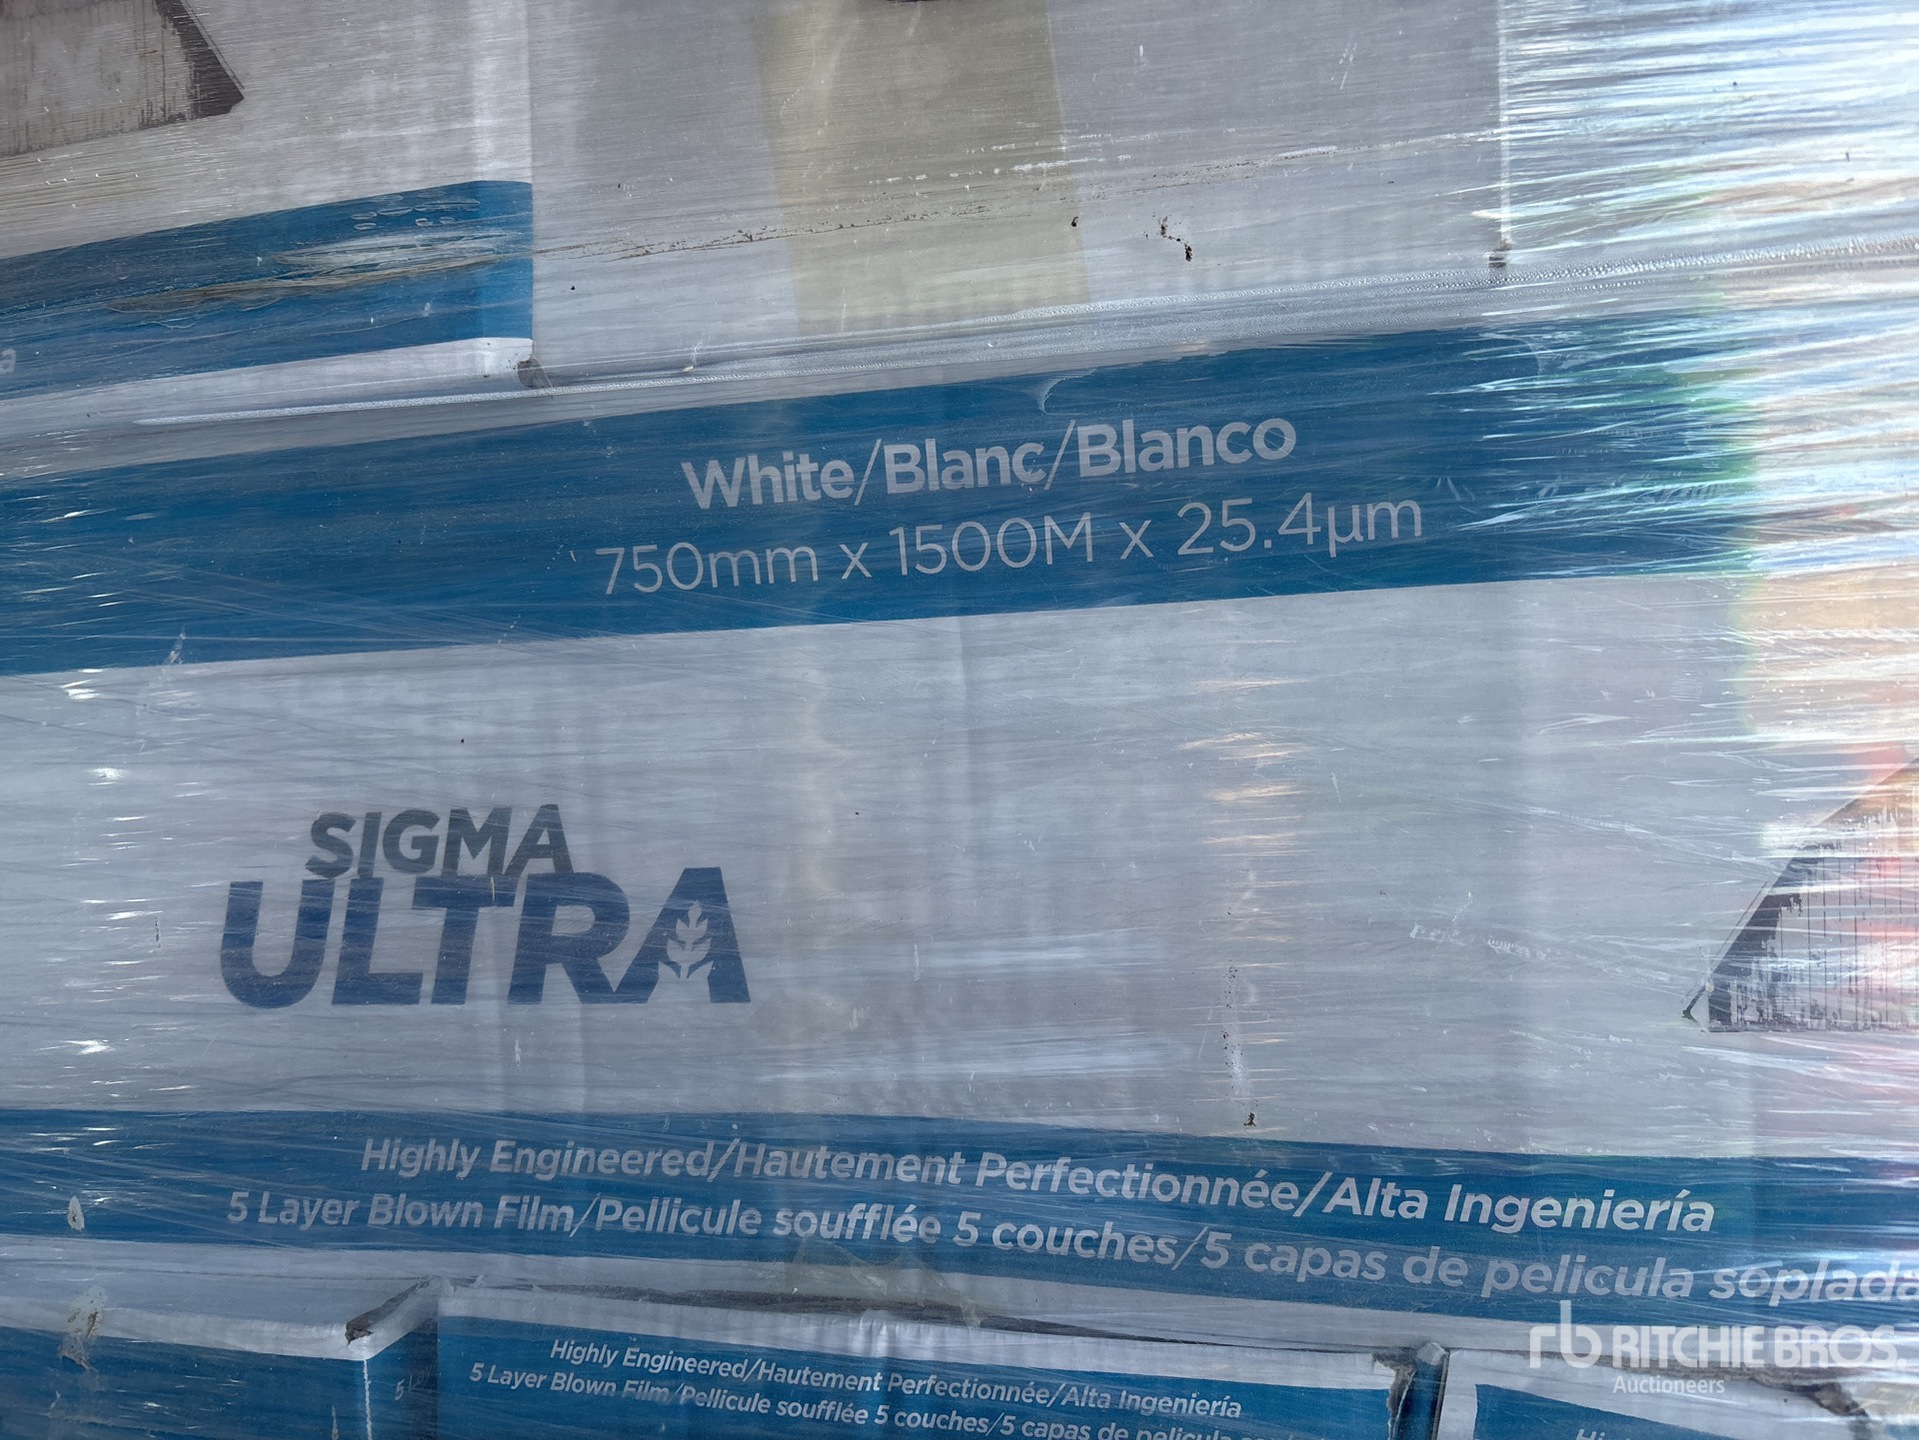 a
White/Blanc/Blanco
750mm x 1500M x 25.4µm
SIGMA
ULTRA
Highly Engineered/Hautement Perfectionnée/Alta Ingeniería
5 Layer Blown Film/Pellicule soufflée 5 couches/5 capas de pelicula soplada
Highly Engineered/Hautement Perfectionnée/Alta Ingeniería
5 Layer Blown Film/Pellicule soufflée 5 couches/5 capas de pelicula
rb RITCHIE BROS.
Auctioneers